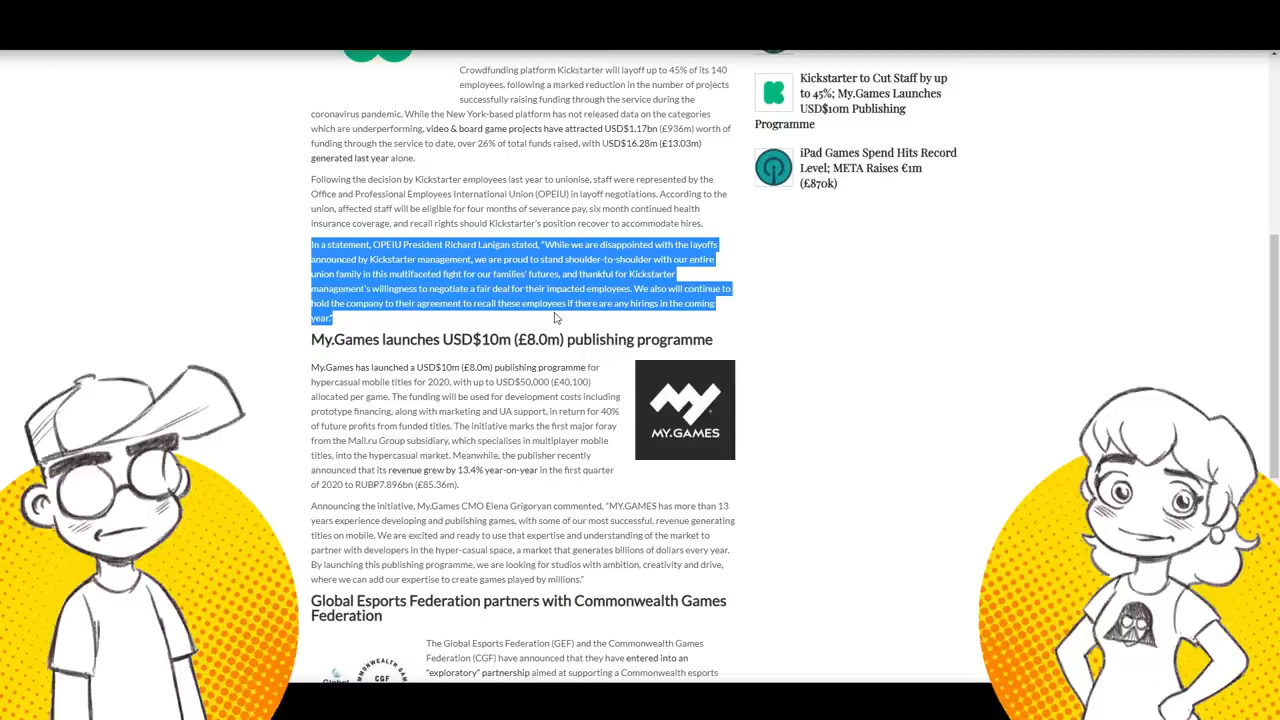 Crowdfunding platform Kickstarter will layoff up to 45% of its 140
employees, following a marked reduction in the number of projects
successfully raising funding through the service during the
coronavirus pandemic. While the New York-based platform has not released data on the categories
which are underperforming, video & board game projects have attracted USD$1.17bn (£936m) worth of
funding through the service to date, over 26% of total funds raised, with USD$16.28m (£13.03m)
generated last year alone.
Following the decision by Kickstarter employees last year to unionise, staff were represented by the
Office and Professional Employees International Union (OPEIU) in layoff negotiations. According to the
union, affected staff will be eligible for four months of severance pay, six month continued health
insurance coverage, and recall rights should Kickstarter's position recover to accommodate hires.
In a statement, OPEIU President Richard Lanigan stated, "While we are disappointed with the layoffs
announced by Kickstarter management, we are proud to stand shoulder-to-shoulder with our entire
union family in this multifaceted fight for our families' futures, and thankful for Kickstarter
management's willingness to negotiate a fair deal for their impacted employees. We also will continue to
hold the company to their agreement to recall these employees if there are any hirings in the coming
year."
My.Games launches USD$10m (£8.0m) publishing programme
My.Games has launched a USD$10m (£8.0m) publishing programme for
hypercasual mobile titles for 2020, with up to USD$50,000 (£40,100)
allocated per game. The funding will be used for development costs including
prototype financing, along with marketing and UA support, in return for 40%
of future profits from funded titles. The initiative marks the first major foray
from the Mail.ru Group subsidiary, which specialises in multiplayer mobile
titles, into the hypercasual market. Meanwhile, the publisher recently
announced that its revenue grew by 13.4% year-on-year in the first quarter
of 2020 to RUB₽7.896bn (£85.36m).
MY.GAMES
Announcing the initiative, My.Games CMO Elena Grigoryan commented, "MY.GAMES has more than 13
years experience developing and publishing games, with some of our most successful, revenue generating
titles on mobile. We are excited and ready to use that expertise and understanding of the market to
partner with developers in the hyper-casual space, a market that generates billions of dollars every year.
By launching this publishing programme, we are looking for studios with ambition, creativity and drive,
where we can add our expertise to create games played by millions."
Global Esports Federation partners with Commonwealth Games
Federation
The Global Esports Federation (GEF) and the Commonwealth Games
Federation (CGF) have announced that they have entered into an
"exploratory" partnership aimed at supporting a Commonwealth esports
Global
CGF
Kickstarter to Cut Staff by up
to 45%; My.Games Launches
USD$10m Publishing
Programme
iPad Games Spend Hits Record
Level; META Raises €1m
(£870k)